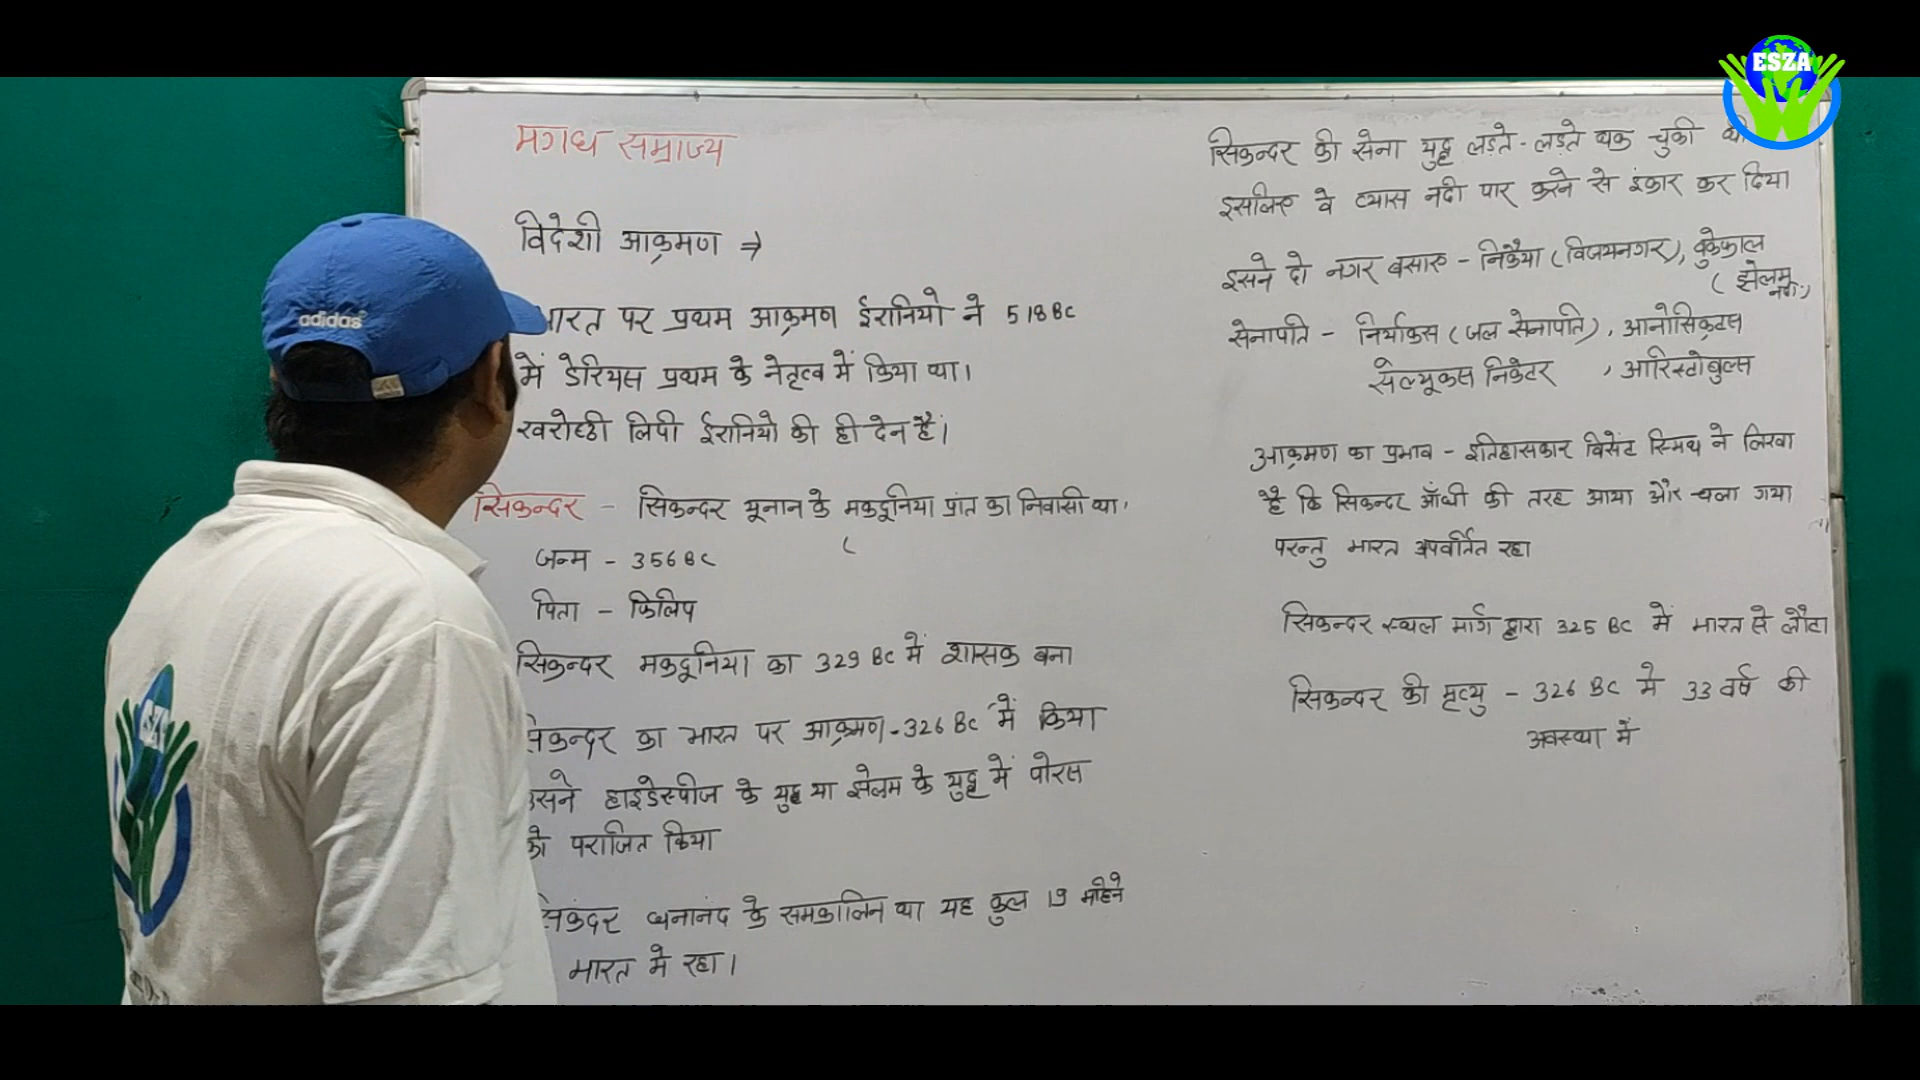 मगध सम्राज्य
विदेशी आक्रमण ⇒
भारत पर प्रथम आक्रमण ईरानियो ने 518 BC
में डेरियस प्रथम के नेतृत्व में किया था।
खरोष्ठी लिपी ईरानियो की ही देन है।
सिकन्दर - सिकन्दर यूनान के मकदूनिया प्रांत का निवासी था।
(
जन्म - 356 BC
पिता - फिलिप
सिकन्दर मकदूनिया का 329 BC में शासक बना
सिकन्दर का भारत पर आक्रमण - 326 BC में किया
उसने हाइडेस्पीज के युद्ध या झेलम के युद्ध में पोरस
को पराजित किया
सिकंदर धनानंद के समकालिन था यह कुल 19 महिने
भारत मे रहा।
सिकन्दर की सेना युद्ध लड़ते-लड़ते थक चुकी थी
इसलिए वे व्यास नदी पार करने से इंकार कर दिया
इसने दो नगर बसाए - निकैया (विजयनगर), बुकेफाल
(झेलम नदी)
सेनापति - निर्याकस (जल सेनापति), आनोसिक्रटस
सेल्यूकस निकेटर , आरिस्टोबुल्स
आक्रमण का प्रभाव - इतिहासकार विसेंट स्मिथ ने लिखा
है कि सिकन्दर आँधी की तरह आया और चला गया
परन्तु भारत अपवर्तित रहा
सिकन्दर स्थल मार्ग द्वारा 325 BC में भारत से लौटा
सिकन्दर की मृत्यु - 326 BC मे 33 वर्ष की
अवस्था में
adidas
ESZA
ESZA